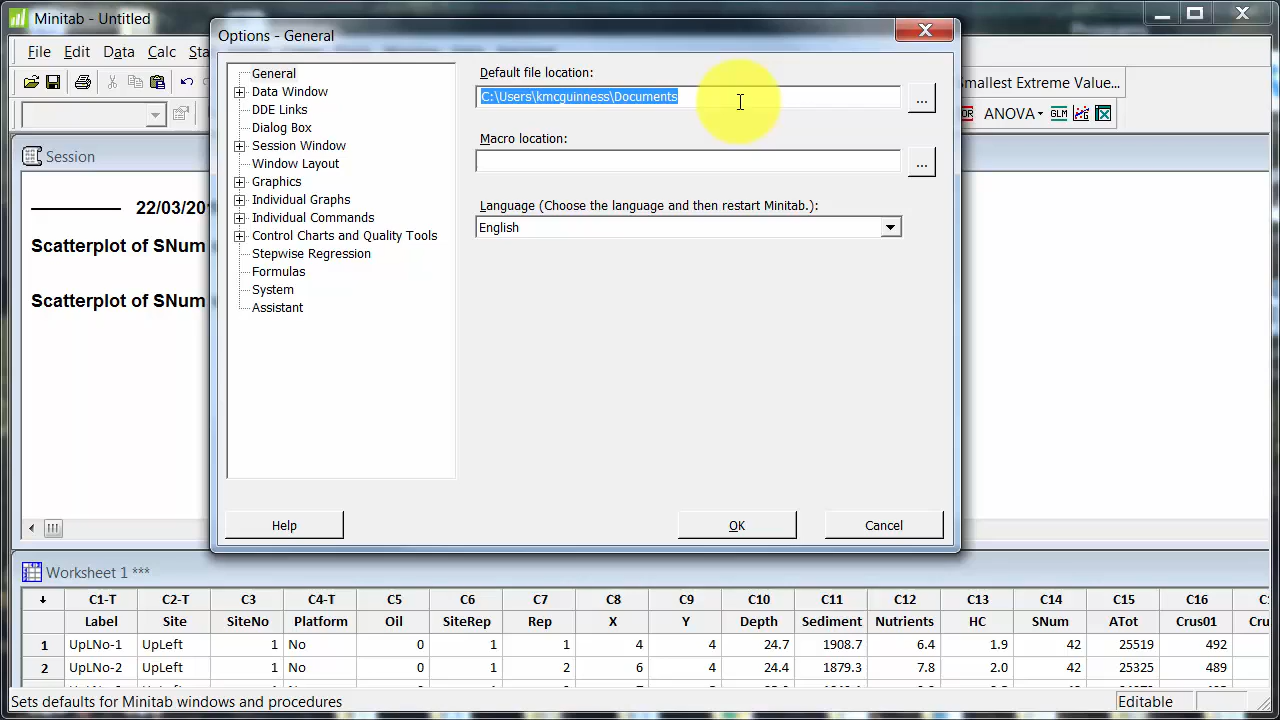 Minitab - Untitled
File Edit Data Calc Sta
Smallest Extreme Value...
ANOVA
GLM
Session
22/03/201
Scatterplot of SNum
Scatterplot of SNum
Options - General
General
Data Window
DDE Links
Dialog Box
Session Window
Window Layout
Graphics
Individual Graphs
Individual Commands
Control Charts and Quality Tools
Stepwise Regression
Formulas
System
Assistant
Default file location:
C:\Users\kmcguinness\Documents
...
Macro location:
...
Language (Choose the language and then restart Minitab.):
English
Help OK Cancel
Worksheet 1 ***
C1-T C2-T C3 C4-T C5 C6 C7 C8 C9 C10 C11 C12 C13 C14 C15 C16
Label Site SiteNo Platform Oil SiteRep Rep X Y Depth Sediment Nutrients HC SNum ATot Crus01 Cru
1 UpLNo-1 UpLeft 1 No 0 1 1 4 4 24.7 1908.7 6.4 1.9 42 25519 492
2 UpLNo-2 UpLeft 1 No 0 1 2 6 4 24.4 1879.3 7.8 2.0 42 25325 489
Sets defaults for Minitab windows and procedures
Editable